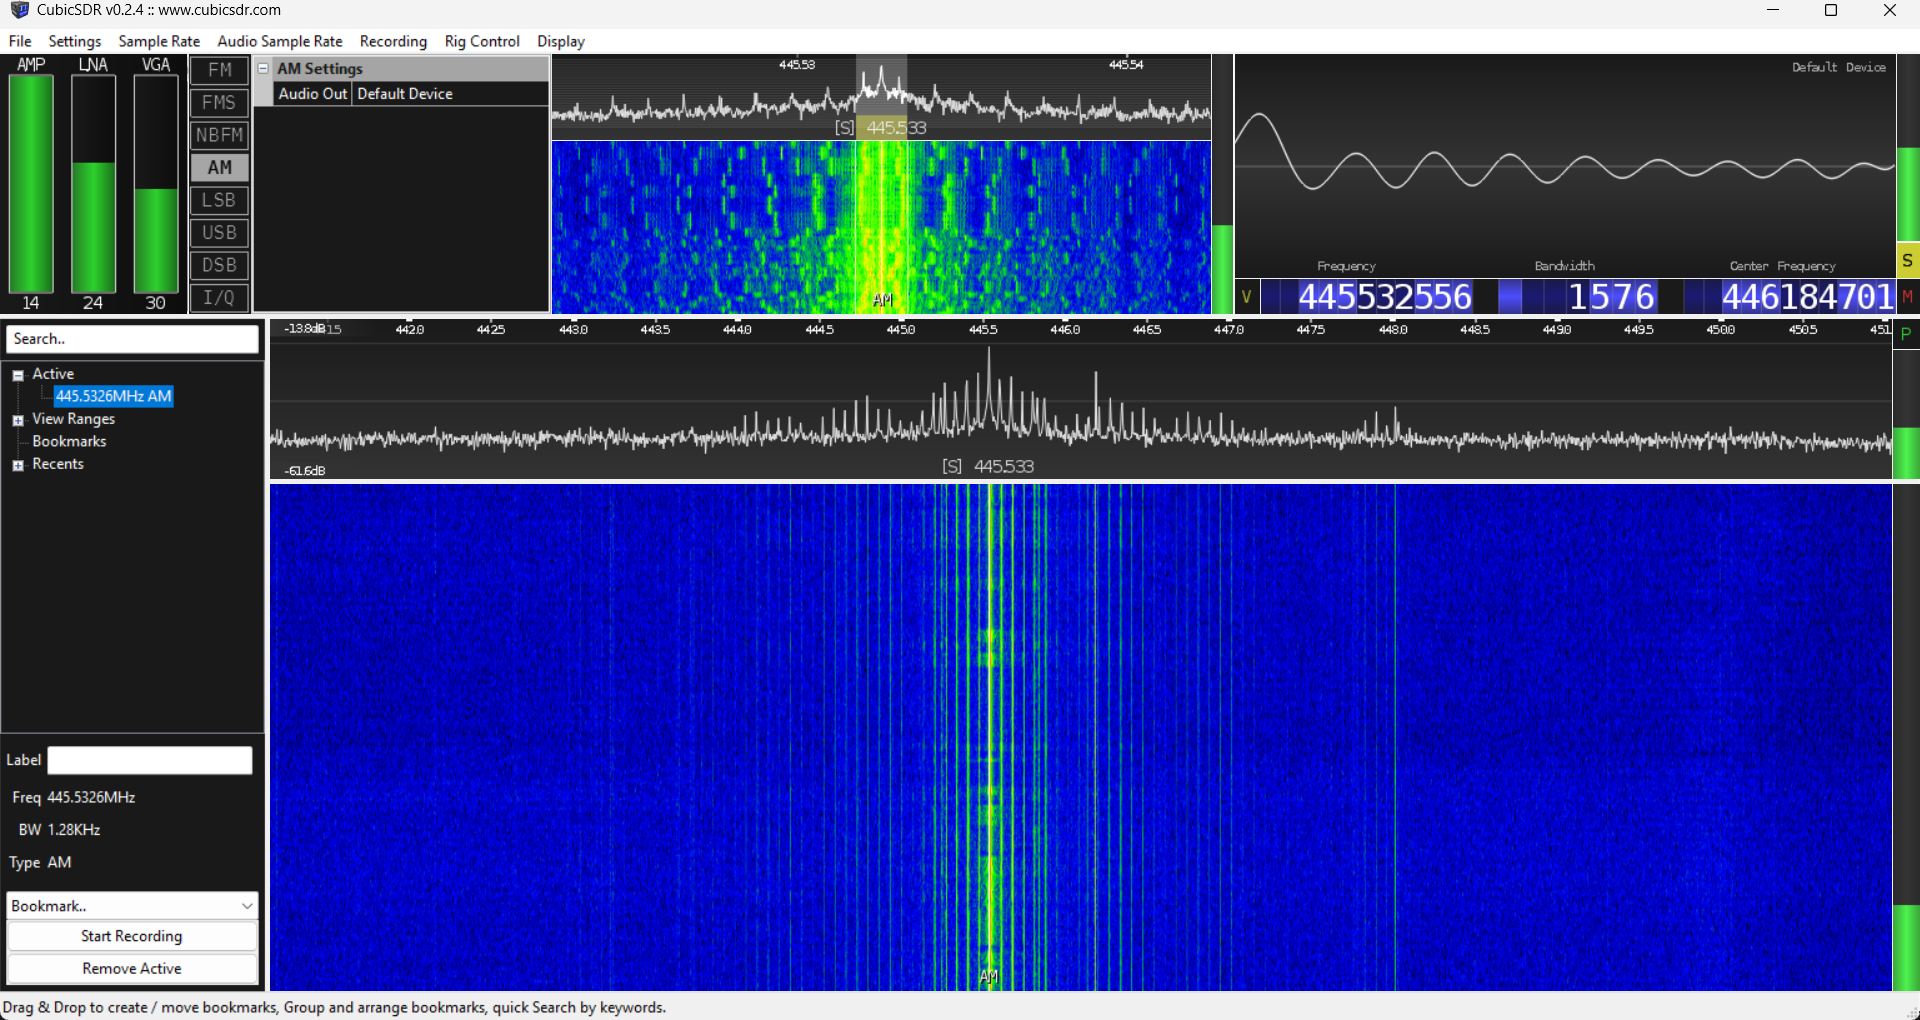 CubicSDR v0.2.4 :: www.cubicsdr.com
File Settings Sample Rate Audio Sample Rate Recording Rig Control Display
AMP LNA VGA
14 24 30
FM
FMS
NBFM
AM
LSB
USB
DSB
I/Q
AM Settings
Audio Out Default Device
445.53 445.54
[S] 445.533
AM
Default Device
Frequency Bandwidth Center Frequency
V 445532556 1576 446184701 M
S
P
Search..
Active
445.5326MHz AM
View Ranges
Bookmarks
Recents
-13.8dB 442.0 442.5 443.0 443.5 444.0 444.5 445.0 445.5 446.0 446.5 447.0 447.5 448.0 448.5 449.0 449.5 450.0 450.5 451.
-61.6dB
[S] 445.533
AM
Label
Freq 445.5326MHz
BW 1.28KHz
Type AM
Bookmark..
Start Recording
Remove Active
Drag & Drop to create / move bookmarks, Group and arrange bookmarks, quick Search by keywords.